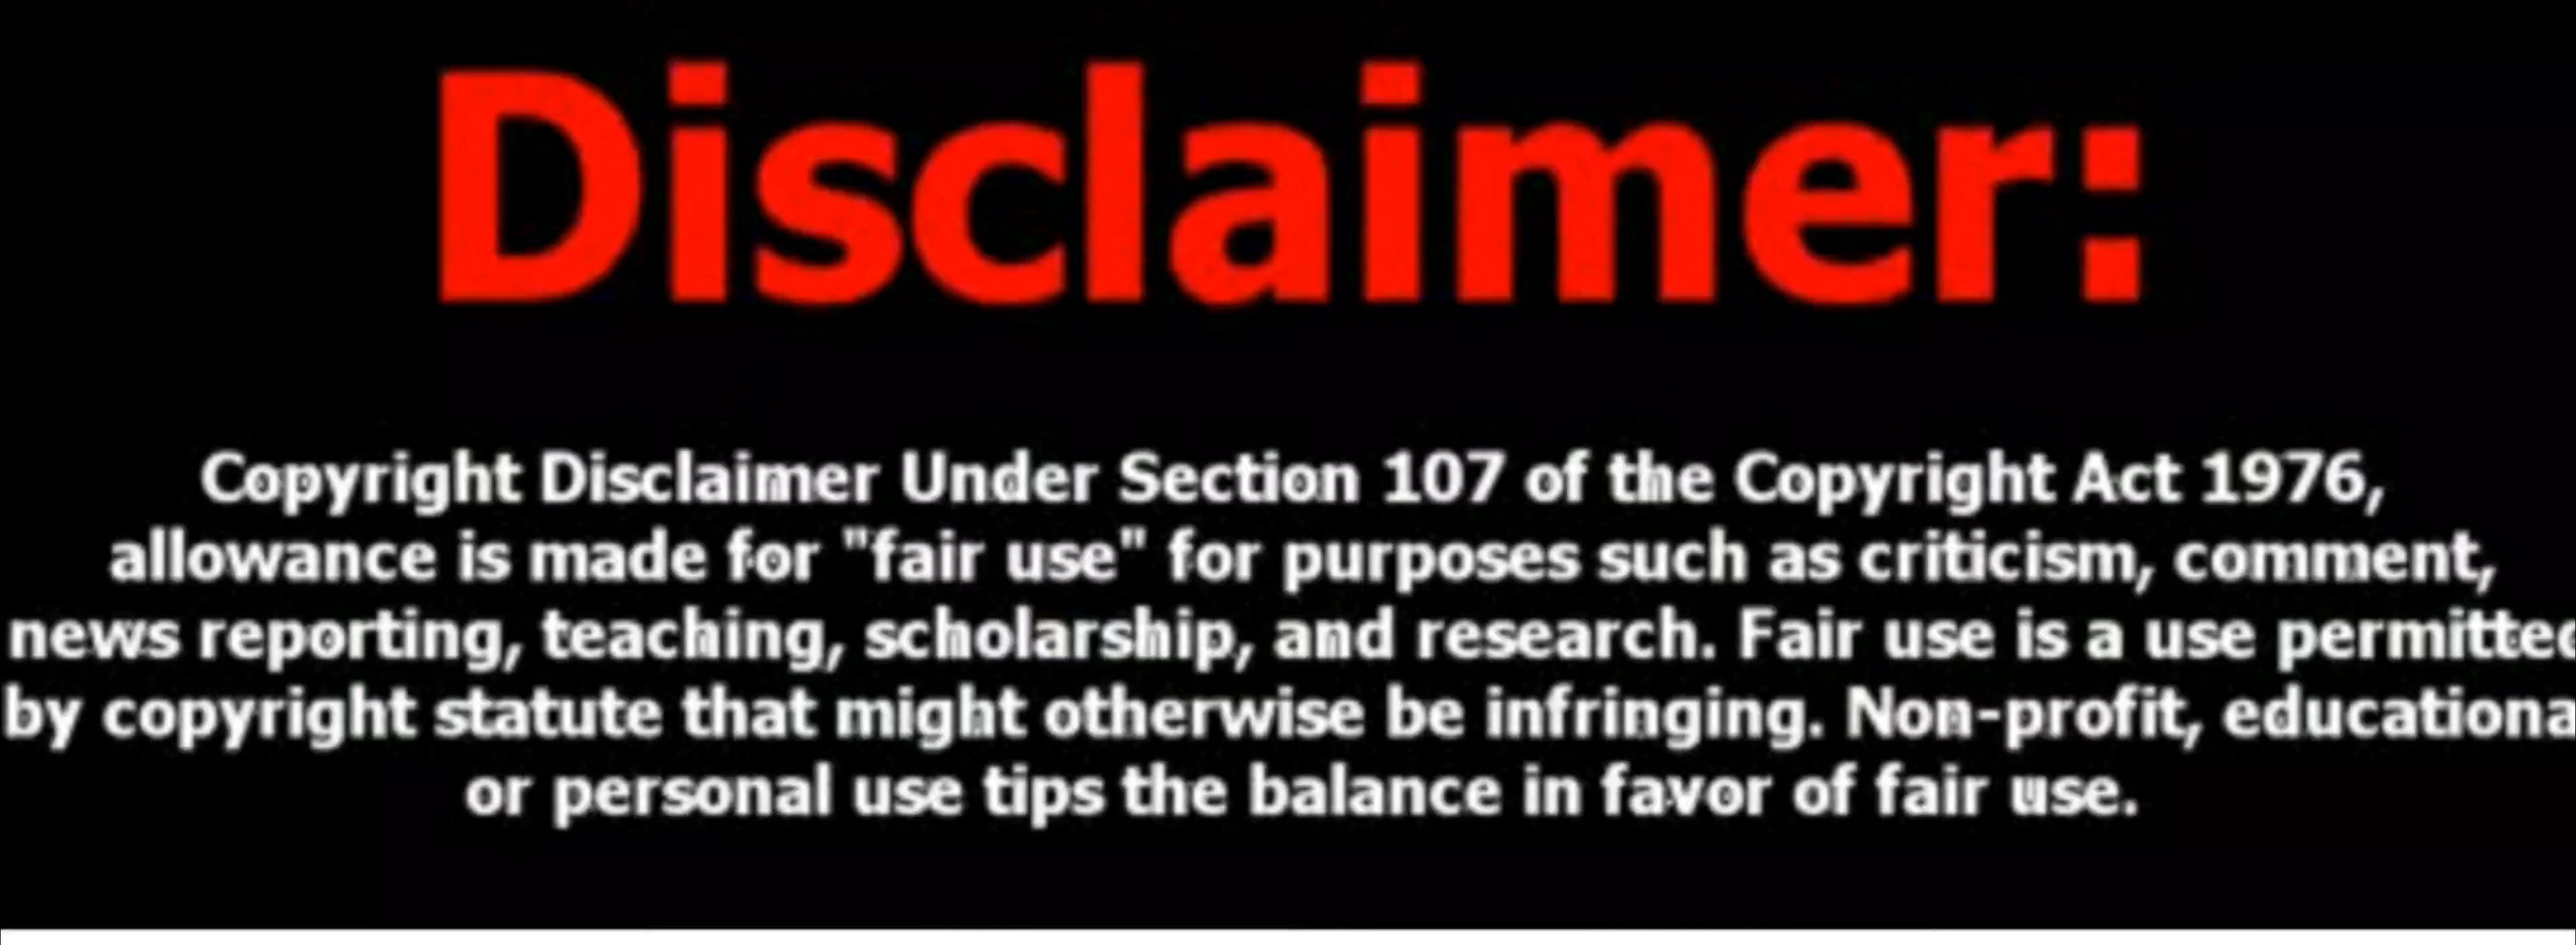 Disclaimer:
Copyright Disclaimer Under Section 107 of the Copyright Act 1976,
allowance is made for "fair use" for purposes such as criticism, comment,
news reporting, teaching, scholarship, and research. Fair use is a use permitted
by copyright statute that might otherwise be infringing. Non-profit, educationa
or personal use tips the balance in favor of fair use.